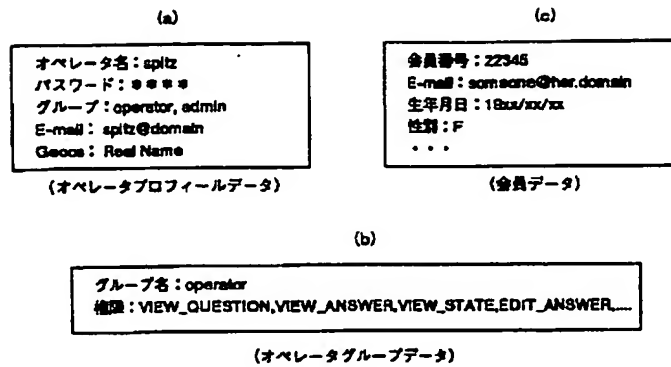 (a)
オペレータ名：spitz
パスワード：****
グループ：operator, admin
E-mail： spitz@domain
Gecos： Real Name
(オペレータプロフィールデータ)
(c)
会員番号：22345
E-mail：someone@her.domain
生年月日：19xx/xx/xx
性別：F
・・・
(会員データ)
(b)
グループ名：operator
権限：VIEW_QUESTION,VIEW_ANSWER,VIEW_STATE,EDIT_ANSWER,....
(オペレータグループデータ)